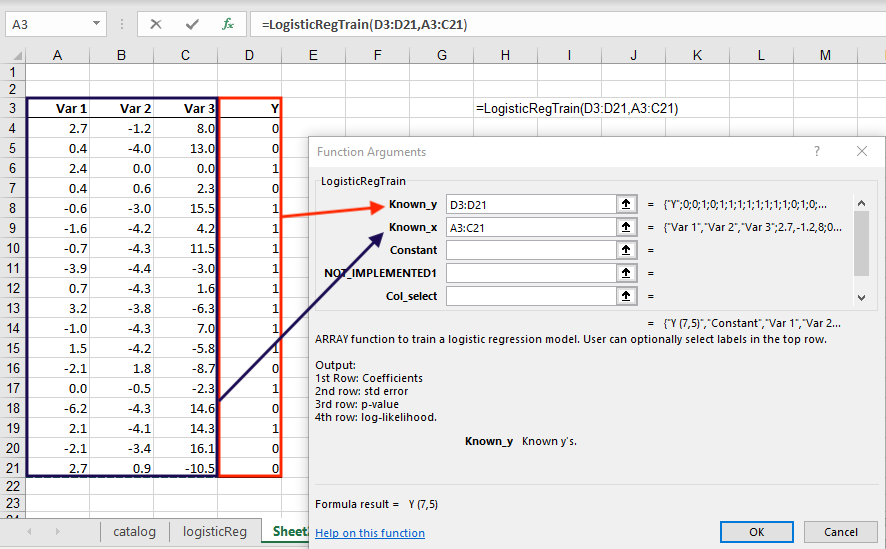 A3 fx =LogisticRegTrain(D3:D21,A3:C21)
A B C D E F G H I J K L M
1
2
3 Var 1 Var 2 Var 3 Y =LogisticRegTrain(D3:D21,A3:C21)
4 2.7 -1.2 8.0 0
5 0.4 -4.0 13.0 0
6 2.4 0.0 0.0 1
7 0.4 0.6 2.3 0
8 -0.6 -3.0 15.5 1
9 -1.6 -4.2 4.2 1
10 -0.7 -4.3 11.5 1
11 -3.9 -4.4 -3.0 1
12 0.7 -4.3 1.6 1
13 3.2 -3.8 -6.3 1
14 -1.0 -4.3 7.0 1
15 1.5 -4.2 -5.8 1
16 -2.1 1.8 -8.7 0
17 0.0 -0.5 -2.3 1
18 -6.2 -4.3 14.6 0
19 2.1 -4.1 14.3 1
20 -2.1 -3.4 16.1 0
21 2.7 0.9 -10.5 0
22
23
Function Arguments ? ×
LogisticRegTrain
Known_y D3:D21 = {"Y";0;0;1;0;1;1;1;1;1;1;1;1;0;1;0;...
Known_x A3:C21 = {"Var 1","Var 2","Var 3";2.7,-1.2,8;0...
Constant =
NOT_IMPLEMENTED1 =
Col_select =
= {"Y (7,5)","Constant","Var 1","Var 2...
ARRAY function to train a logistic regression model. User can optionally select labels in the top row.
Output:
1st Row: Coefficients
2nd row: std error
3rd row: p-value
4th row: log-likelihood.
Known_y Known y's.
Formula result = Y (7,5)
Help on this function
OK Cancel
catalog logisticReg